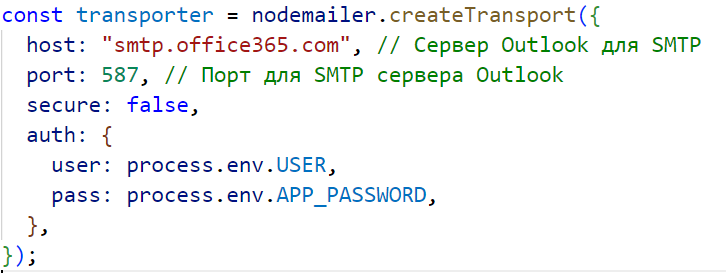 const transporter = nodemailer.createTransport({
  host: "smtp.office365.com", // Сервер Outlook для SMTP
  port: 587, // Порт для SMTP сервера Outlook
  secure: false,
  auth: {
    user: process.env.USER,
    pass: process.env.APP_PASSWORD,
  },
});